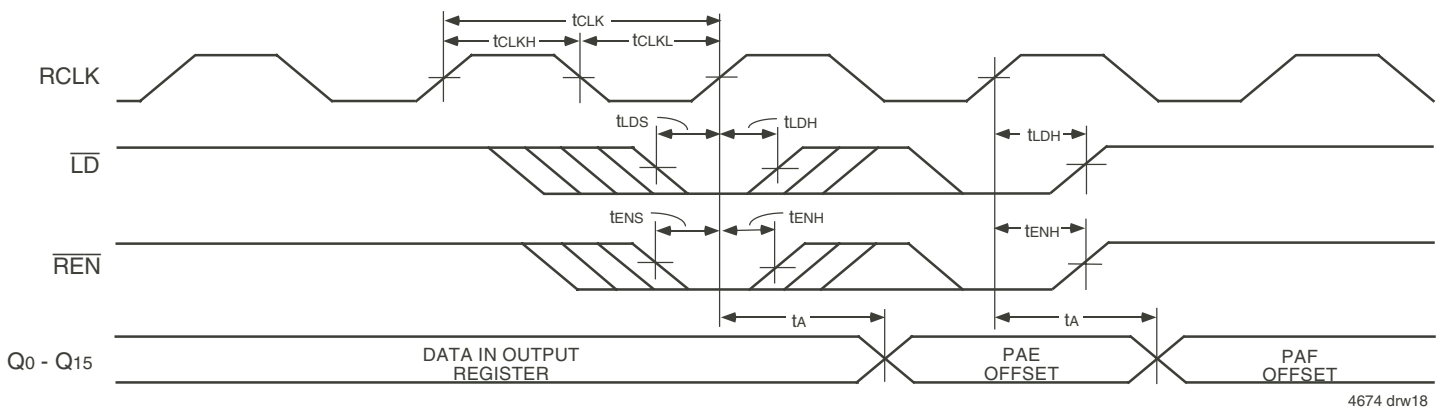 tCLK
tCLKH
tCLKL
RCLK
tLDS
tLDH
tLDH
LD
tENS
tENH
tENH
REN
tA
tA
Q0 - Q15
DATA IN OUTPUT
REGISTER
PAE
OFFSET
PAF
OFFSET
4674 drw18